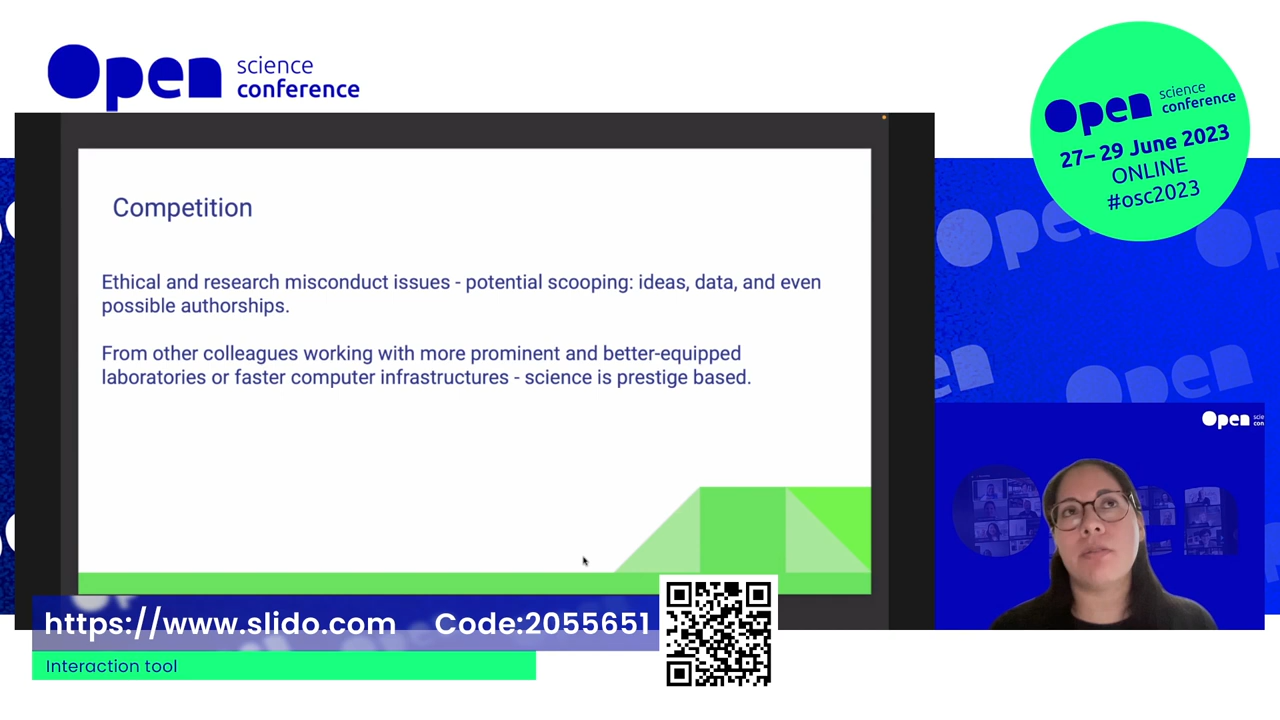 Open science
conference
Open science
conference
27– 29 June 2023
ONLINE
#osc2023
Competition
Ethical and research misconduct issues - potential scooping: ideas, data, and even
possible authorships.
From other colleagues working with more prominent and better-equipped
laboratories or faster computer infrastructures - science is prestige based.
Open
https://www.slido.com Code:2055651
Interaction tool